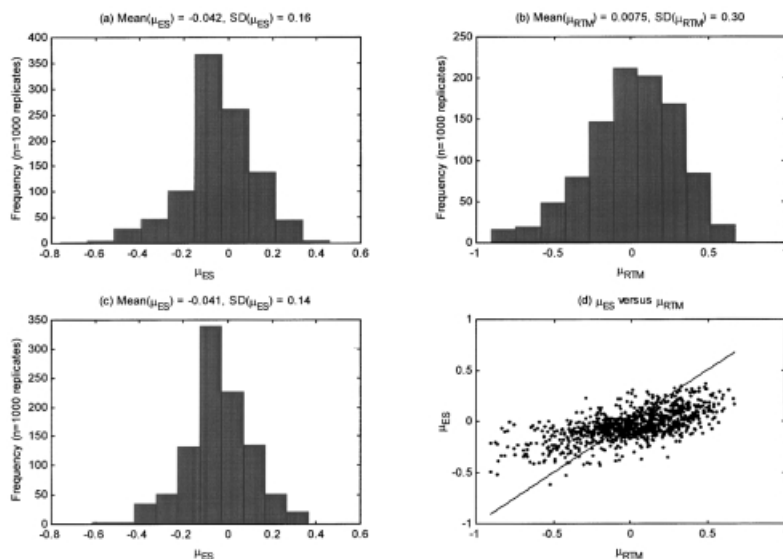 (a) Mean(μES) = -0.042, SD(μES) = 0.16
400
350
300
250
200
150
100
50
0
Frequency (n=1000 replicates)
-0.8 -0.6 -0.4 -0.2 0 0.2 0.4 0.6
μES
(b) Mean(μRTM) = 0.0075, SD(μRTM) = 0.30
250
200
150
100
50
0
Frequency (n=1000 replicates)
-1 -0.5 0 0.5 1
μRTM
(c) Mean(μES) = -0.041, SD(μES) = 0.14
350
300
250
200
150
100
50
0
Frequency (n=1000 replicates)
-0.8 -0.6 -0.4 -0.2 0 0.2 0.4 0.6
μES
(d) μES versus μRTM
1
0.5
0
-0.5
-1
μES
-1 -0.5 0 0.5 1
μRTM